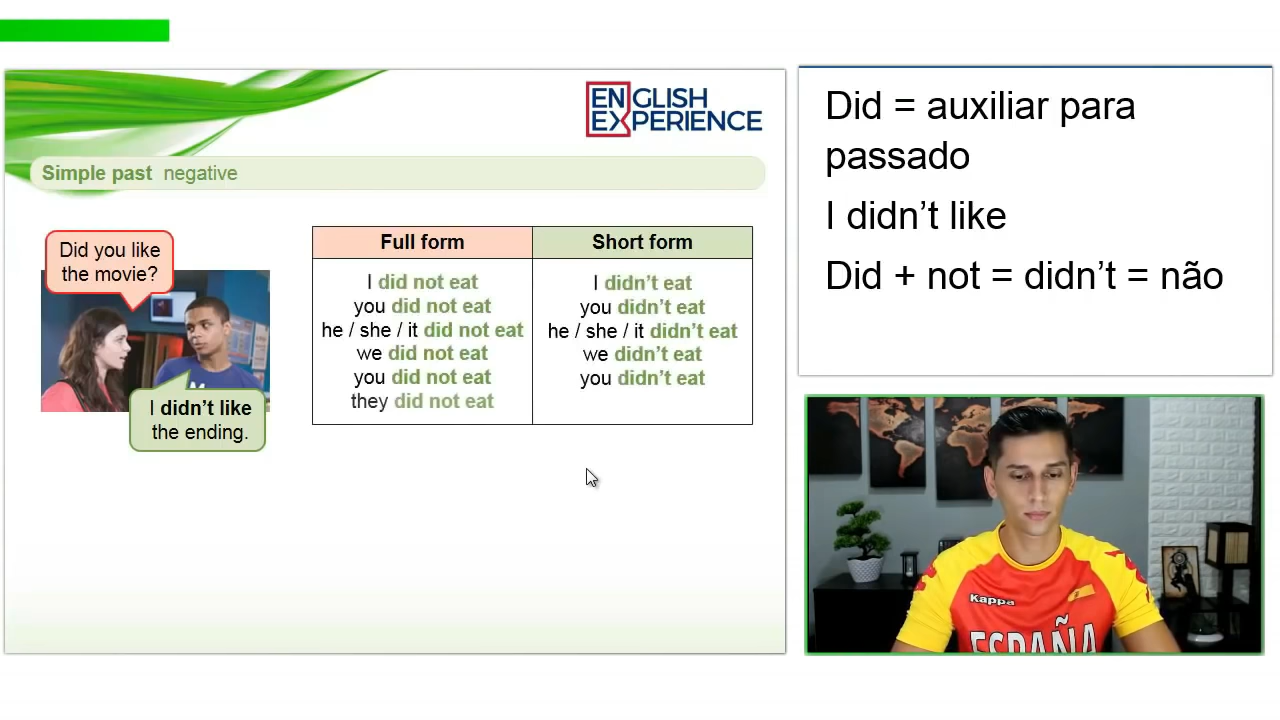 ENGLISH
EXPERIENCE
Simple past negative
Did you like
the movie?
I didn't like
the ending.
Full form
I did not eat
you did not eat
he / she / it did not eat
we did not eat
you did not eat
they did not eat
Short form
I didn't eat
you didn't eat
he / she / it didn't eat
we didn't eat
you didn't eat
Did = auxiliar para
passado
I didn't like
Did + not = didn't = não
Kappa
ESPAÑA